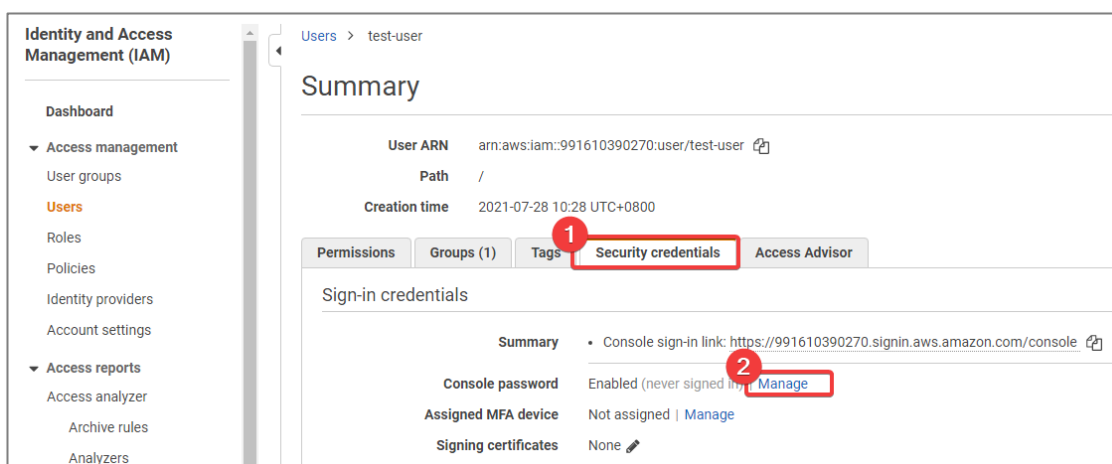 Identity and Access
Management (IAM)
Dashboard
Access management
User groups
Users
Roles
Policies
Identity providers
Account settings
Access reports
Access analyzer
Archive rules
Analyzers
Users > test-user
Summary
User ARN arn:aws:iam::991610390270:user/test-user
Path /
Creation time 2021-07-28 10:28 UTC+0800
1
Permissions Groups (1) Tags Security credentials Access Advisor
Sign-in credentials
Summary • Console sign-in link: https://991610390270.signin.aws.amazon.com/console
2
Console password Enabled (never signed in) | Manage
Assigned MFA device Not assigned | Manage
Signing certificates None